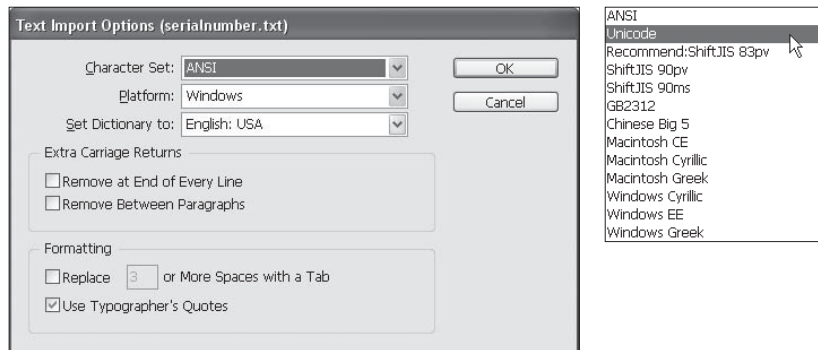 Text Import Options (serialnumber.txt)
Character Set: ANSI
OK
Platform: Windows
Cancel
Set Dictionary to: English: USA
Extra Carriage Returns
Remove at End of Every Line
Remove Between Paragraphs
Formatting
Replace 3 or More Spaces with a Tab
Use Typographer's Quotes
ANSI
Unicode
Recommend:ShiftJIS 83pv
ShiftJIS 90pv
ShiftJIS 90ms
GB2312
Chinese Big 5
Macintosh CE
Macintosh Cyrillic
Macintosh Greek
Windows Cyrillic
Windows EE
Windows Greek